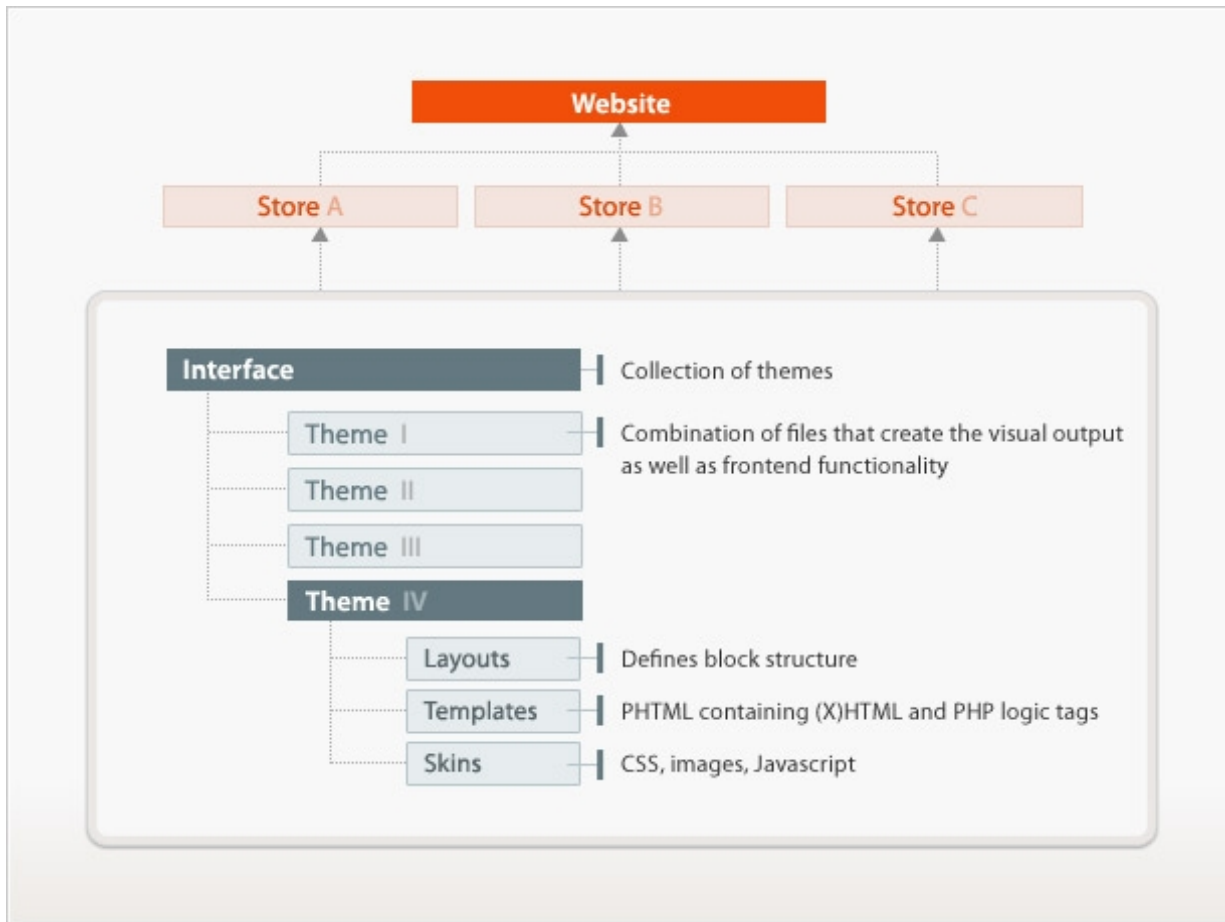 Website
Store A
Store B
Store C
Interface
Collection of themes
Theme I
Combination of files that create the visual output
as well as frontend functionality
Theme II
Theme III
Theme IV
Layouts
Defines block structure
Templates
PHTML containing (X)HTML and PHP logic tags
Skins
CSS, images, Javascript